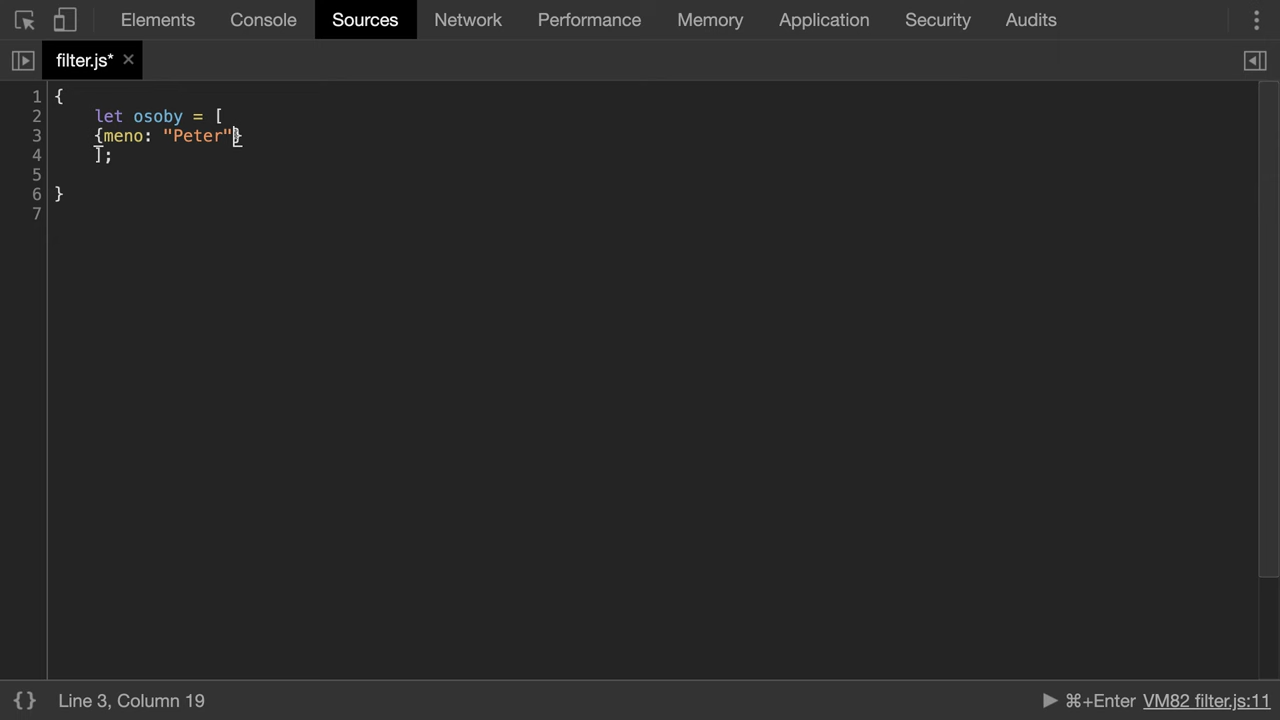 Elements Console Sources Network Performance Memory Application Security Audits
filter.js* ×
1 {
2 let osoby = [
3 {meno: "Peter"}
4 ];
5
6 }
7
{} Line 3, Column 19 ⌘+Enter VM82 filter.js:11